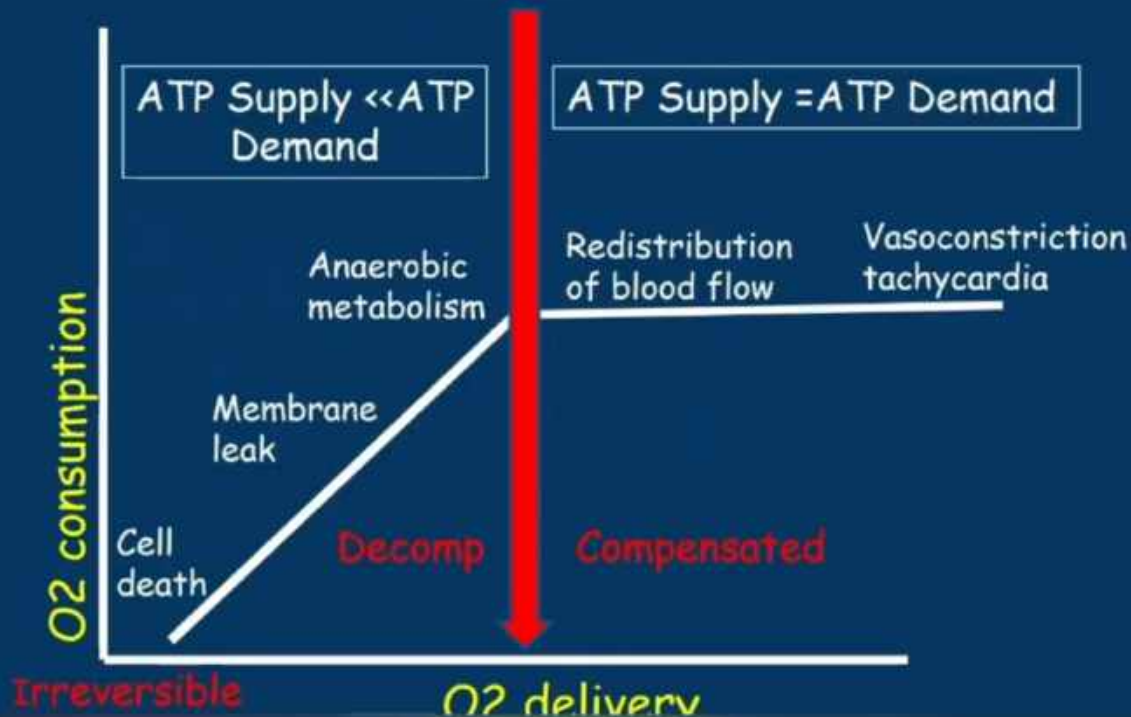 ATP Supply <<ATP
Demand
ATP Supply =ATP Demand
Anaerobic
metabolism
Redistribution
of blood flow
Vasoconstriction
tachycardia
Membrane
leak
Cell
death
Decomp
Compensated
O2 consumption
Irreversible
O2 delivery